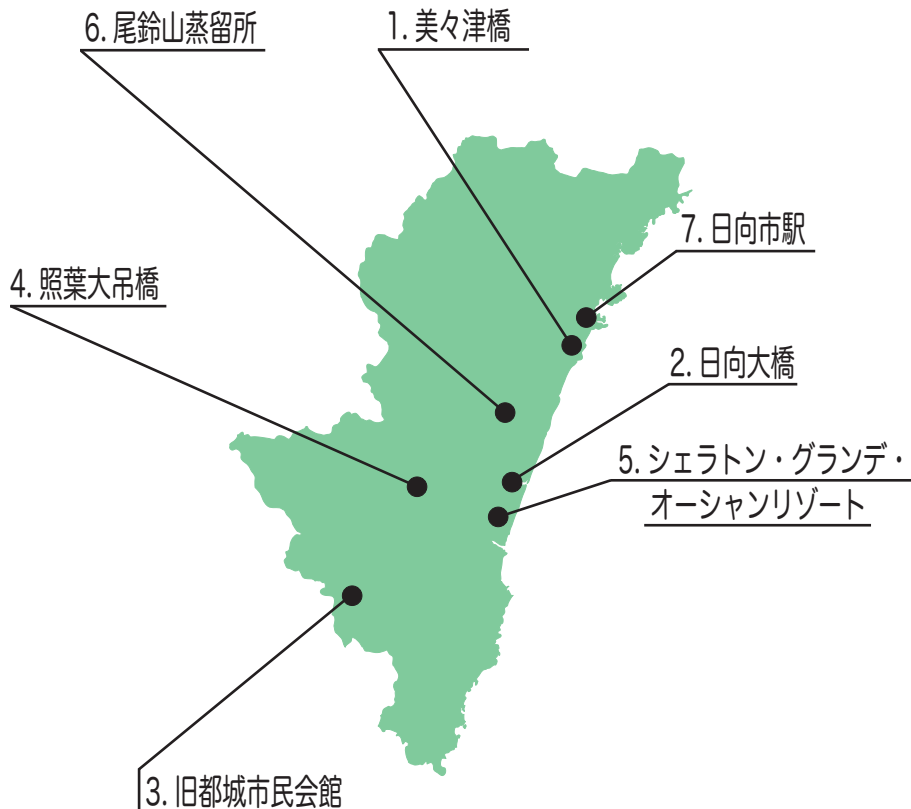 6. 尾鈴山蒸留所
1. 美々津橋
7. 日向市駅
4. 照葉大吊橋
2. 日向大橋
5. シェラトン・グランデ・
オーシャンリゾート
3. 旧都城市民会館